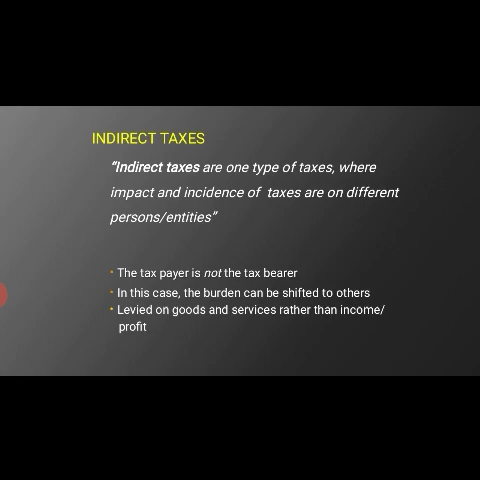 INDIRECT TAXES
"Indirect taxes are one type of taxes, where
impact and incidence of taxes are on different
persons/entities"
• The tax payer is not the tax bearer
• In this case, the burden can be shifted to others
• Levied on goods and services rather than income/
profit